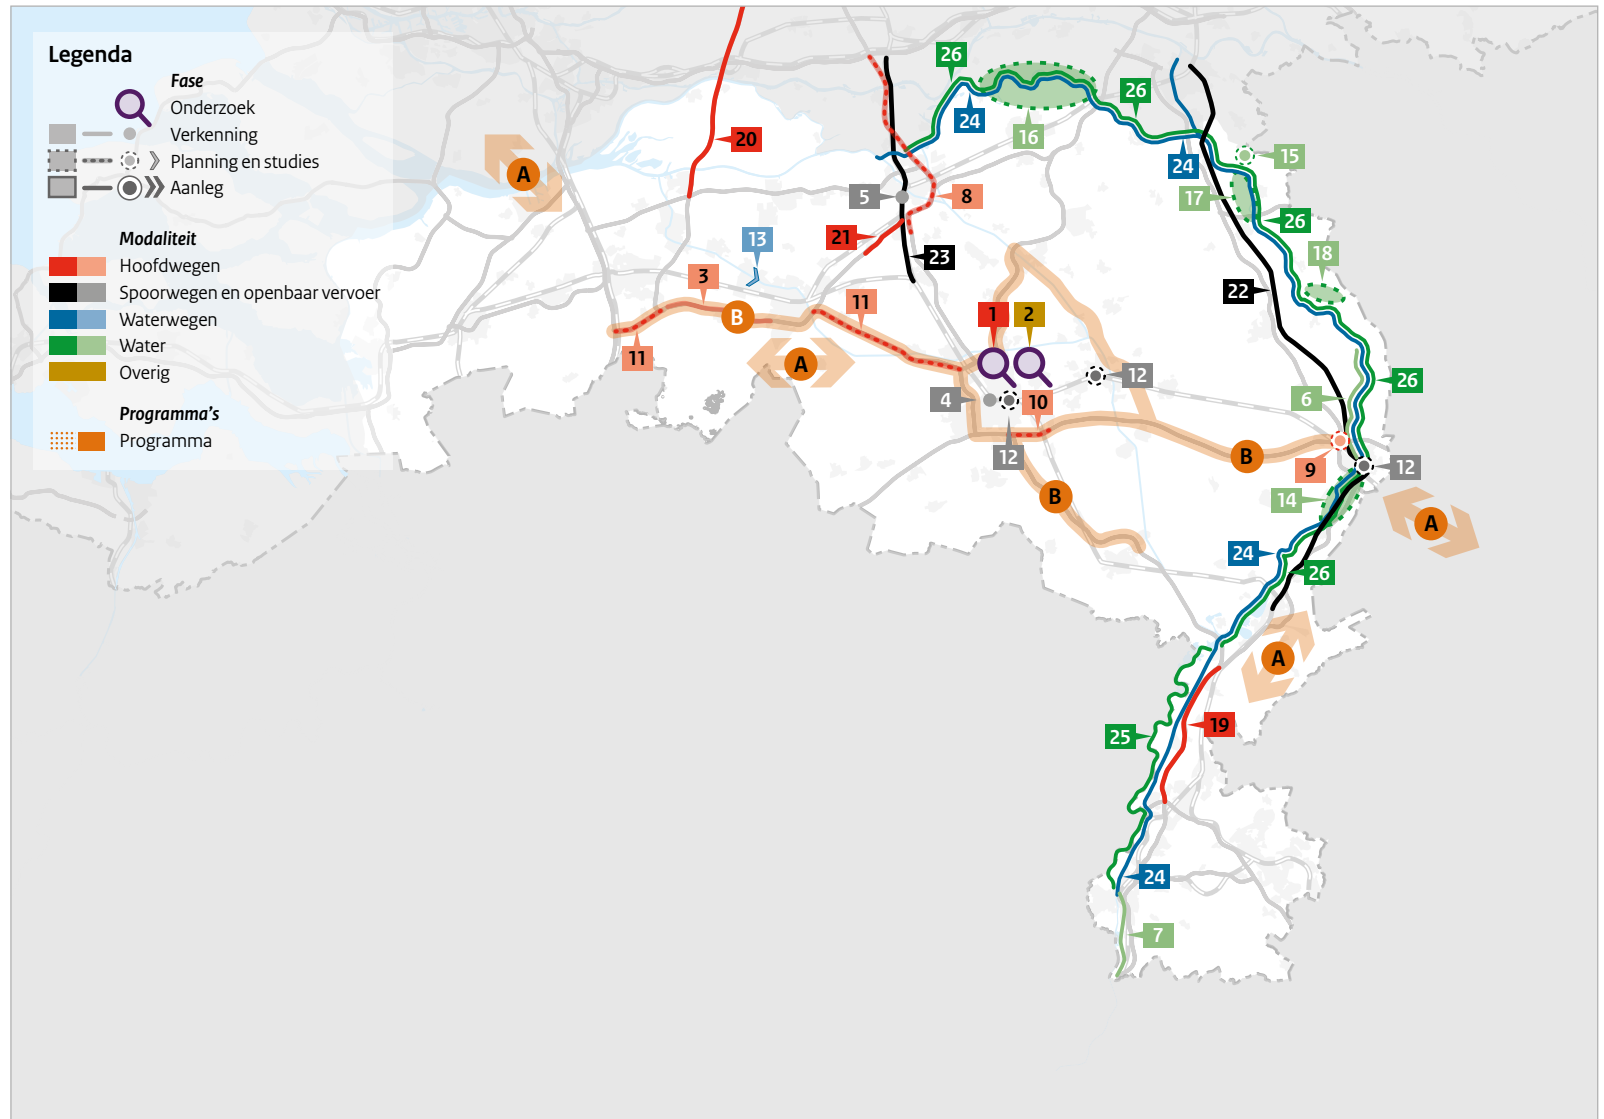 Legenda
Fase
Onderzoek
Verkenning
Planning en studies
Aanleg
Modaliteit
Hoofdwegen
Spoorwegen en openbaar vervoer
Waterwegen
Water
Overig
Programma's
Programma
26
24
16
26
24
15
17
26
18
20
A
5
8
21
23
13
3
B
11
11
A
1
2
22
12
4
10
12
6
26
B
9
12
B
14
A
24
26
A
19
25
24
7